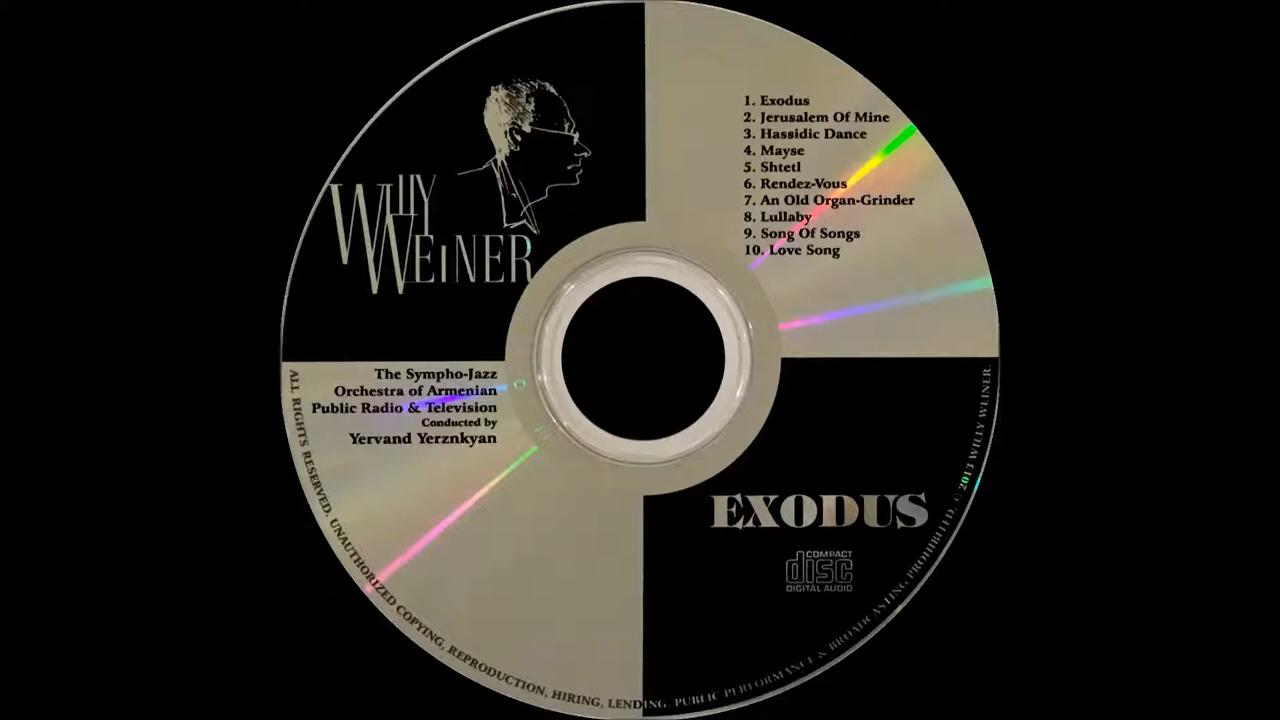 WILLY
WEINER
1. Exodus
2. Jerusalem Of Mine
3. Hassidic Dance
4. Mayse
5. Shtetl
6. Rendez-Vous
7. An Old Organ-Grinder
8. Lullaby
9. Song Of Songs
10. Love Song
The Sympho-Jazz
Orchestra of Armenian
Public Radio & Television
Conducted by
Yervand Yerznkyan
EXODUS
COMPACT
disc
DIGITAL AUDIO
ALL RIGHTS RESERVED. UNAUTHORIZED COPYING, REPRODUCTION, HIRING, LENDING, PUBLIC PERFORMANCE & BROADCASTING PROHIBITED. © 2013 WILLY WEINER.